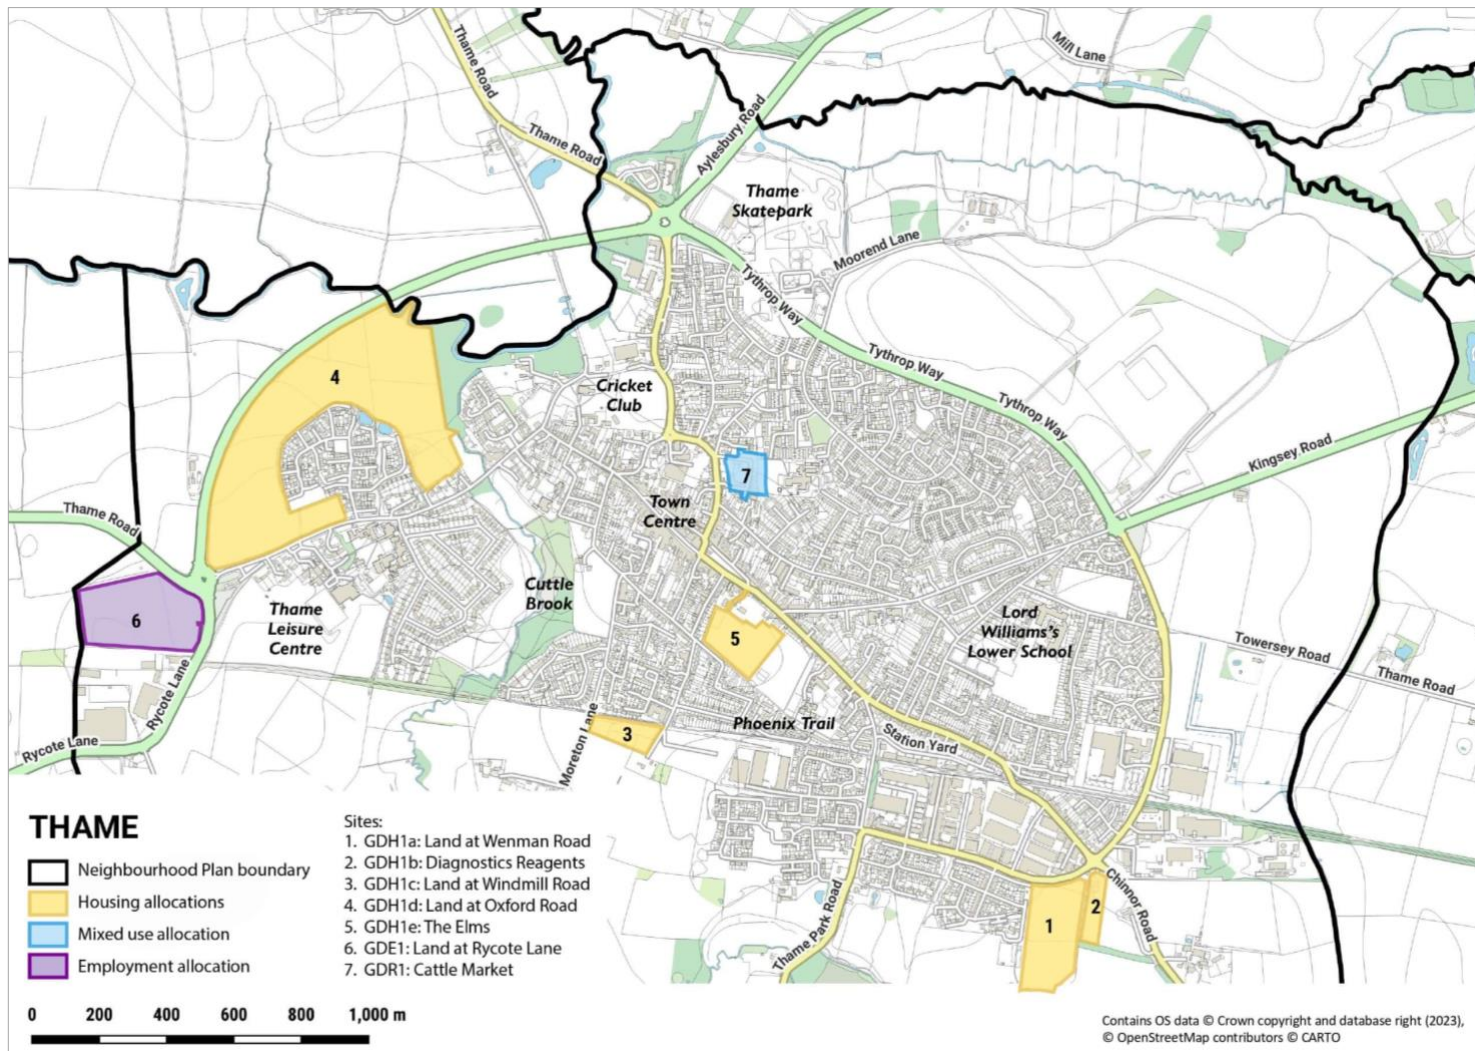 Thame Road
Thame Road
Aylesbury Road
Mill Lane
Thame
Skatepark
Moorend Lane
Tythrop Way
Tythrop Way
Tythrop Way
Kingsey Road
4
Cricket
Club
7
Town
Centre
Thame Road
6
Thame
Leisure
Centre
Cuttle
Brook
5
Lord
Williams's
Lower School
Towersey Road
Thame Road
Rycote Lane
Rycote Lane
Moreton Lane
3
Phoenix Trail
Station Yard
Thame Park Road
1
2
Chinnor Road
THAME
Neighbourhood Plan boundary
Housing allocations
Mixed use allocation
Employment allocation
Sites:
1. GDH1a: Land at Wenman Road
2. GDH1b: Diagnostics Reagents
3. GDH1c: Land at Windmill Road
4. GDH1d: Land at Oxford Road
5. GDH1e: The Elms
6. GDE1: Land at Rycote Lane
7. GDR1: Cattle Market
0 200 400 600 800 1,000 m
Contains OS data © Crown copyright and database right (2023),
© OpenStreetMap contributors © CARTO